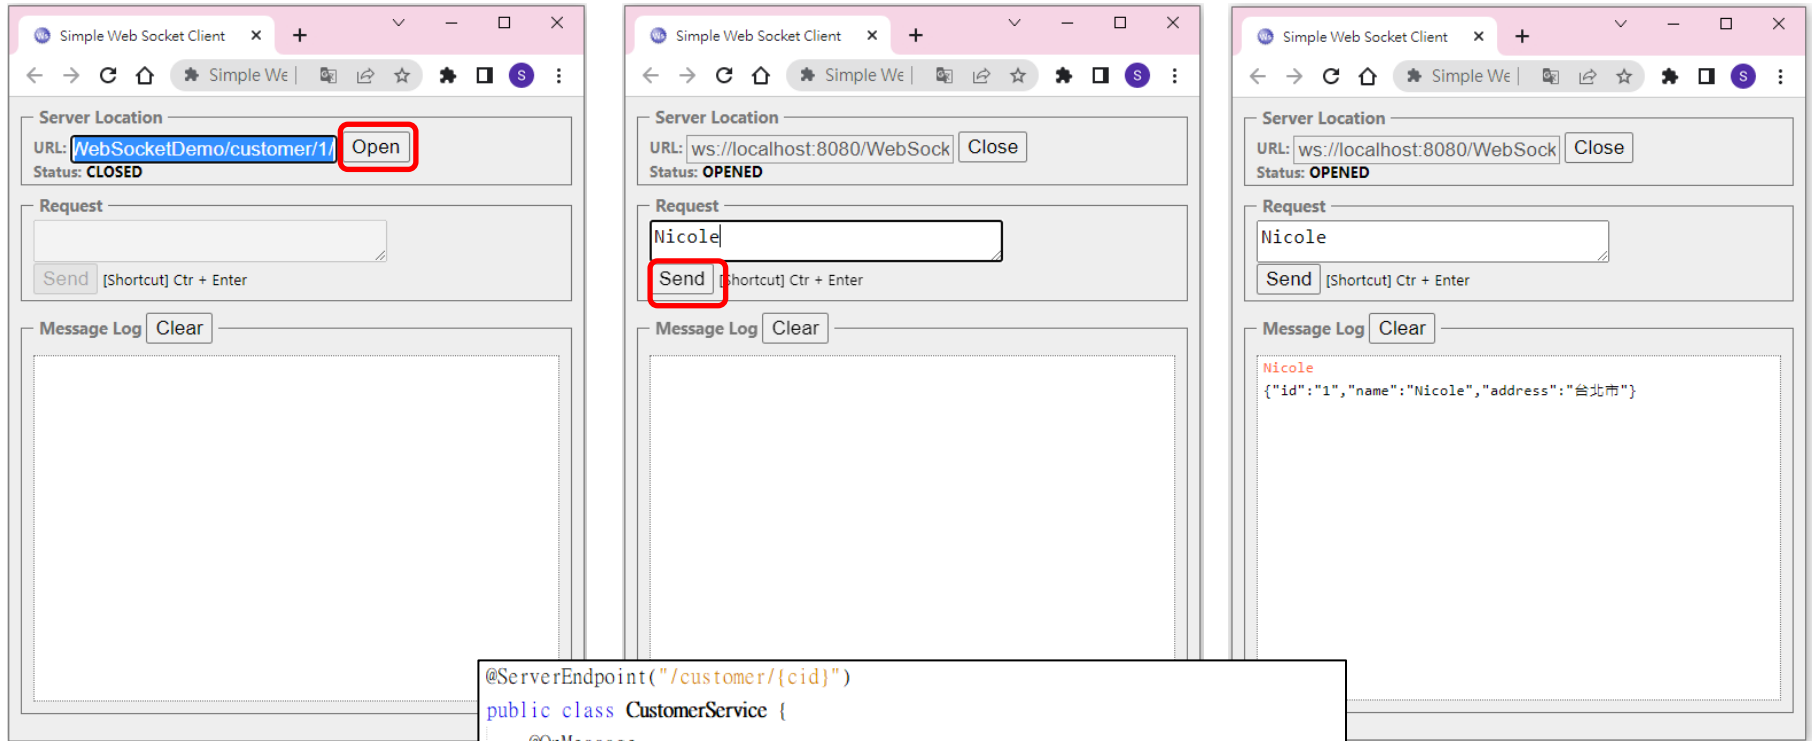 Simple Web Socket Client
Simple We
S
Server Location
URL: WebSocketDemo/customer/1/ Open
Status: CLOSED
Request
Send [Shortcut] Ctr + Enter
Message Log Clear
Simple Web Socket Client
Simple We
S
Server Location
URL: ws://localhost:8080/WebSock Close
Status: OPENED
Request
Nicole
Send [Shortcut] Ctr + Enter
Message Log Clear
Simple Web Socket Client
Simple We
S
Server Location
URL: ws://localhost:8080/WebSock Close
Status: OPENED
Request
Nicole
Send [Shortcut] Ctr + Enter
Message Log Clear
Nicole
{"id":"1","name":"Nicole","address":"台北市"}
@ServerEndpoint("/customer/{cid}")
public class CustomerService {
@OnMessage